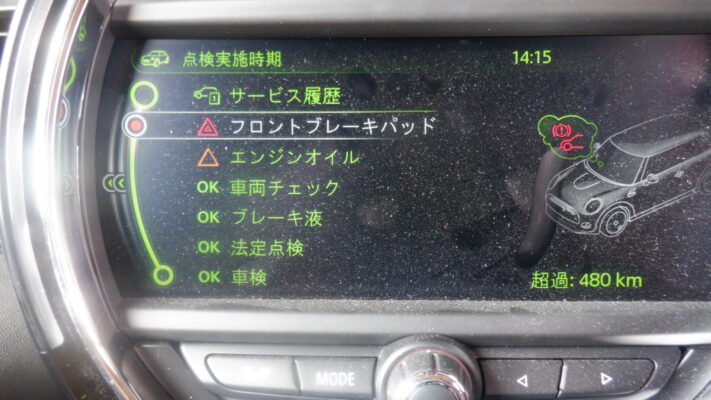 点検実施時期
14:15
サービス履歴
フロントブレーキパッド
エンジンオイル
OK 車両チェック
OK ブレーキ液
OK 法定点検
OK 車検
超過: 480 km
MODE